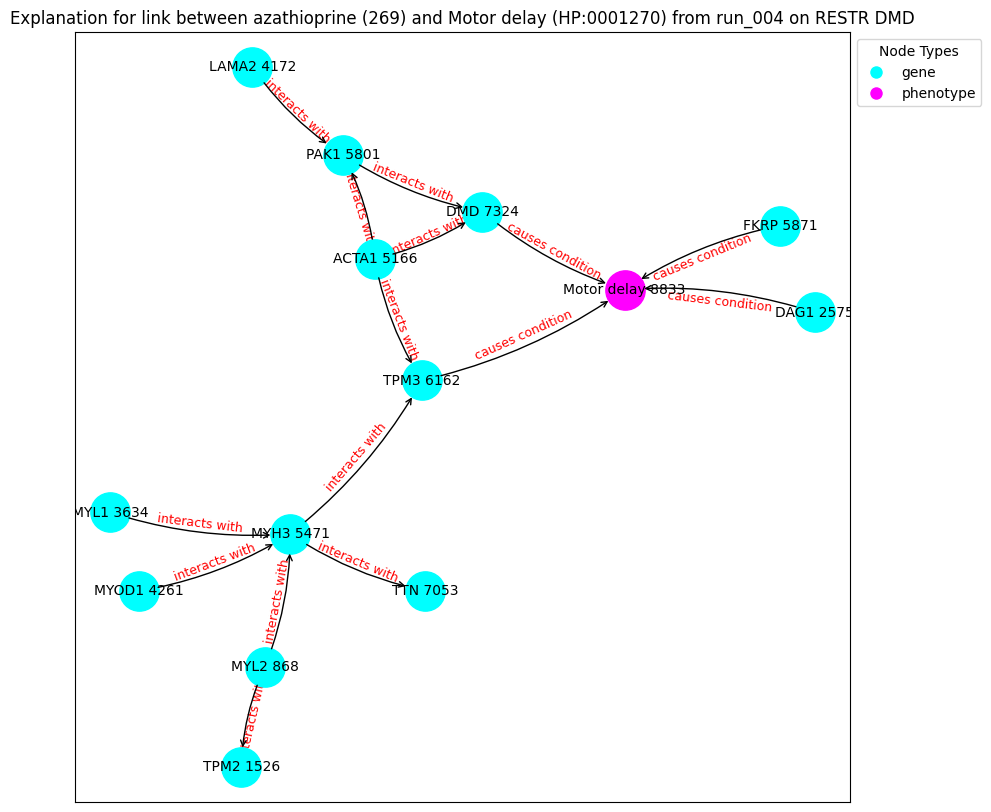 Explanation for link between azathioprine (269) and Motor delay (HP:0001270) from run_004 on RESTR DMD
Node Types
gene
phenotype
LAMA2 4172
interacts with
PAK1 5801
interacts with
DMD 7324
interacts with
interacts with
ACTA1 5166
causes condition
FKRP 5871
causes condition
Motor delay 8833
causes condition
DAG1 2575
interacts with
causes condition
TPM3 6162
interacts with
MYL1 3634
interacts with
MYH3 5471
interacts with
interacts with
MYOD1 4261
TTN 7053
interacts with
MYL2 868
interacts with
TPM2 1526